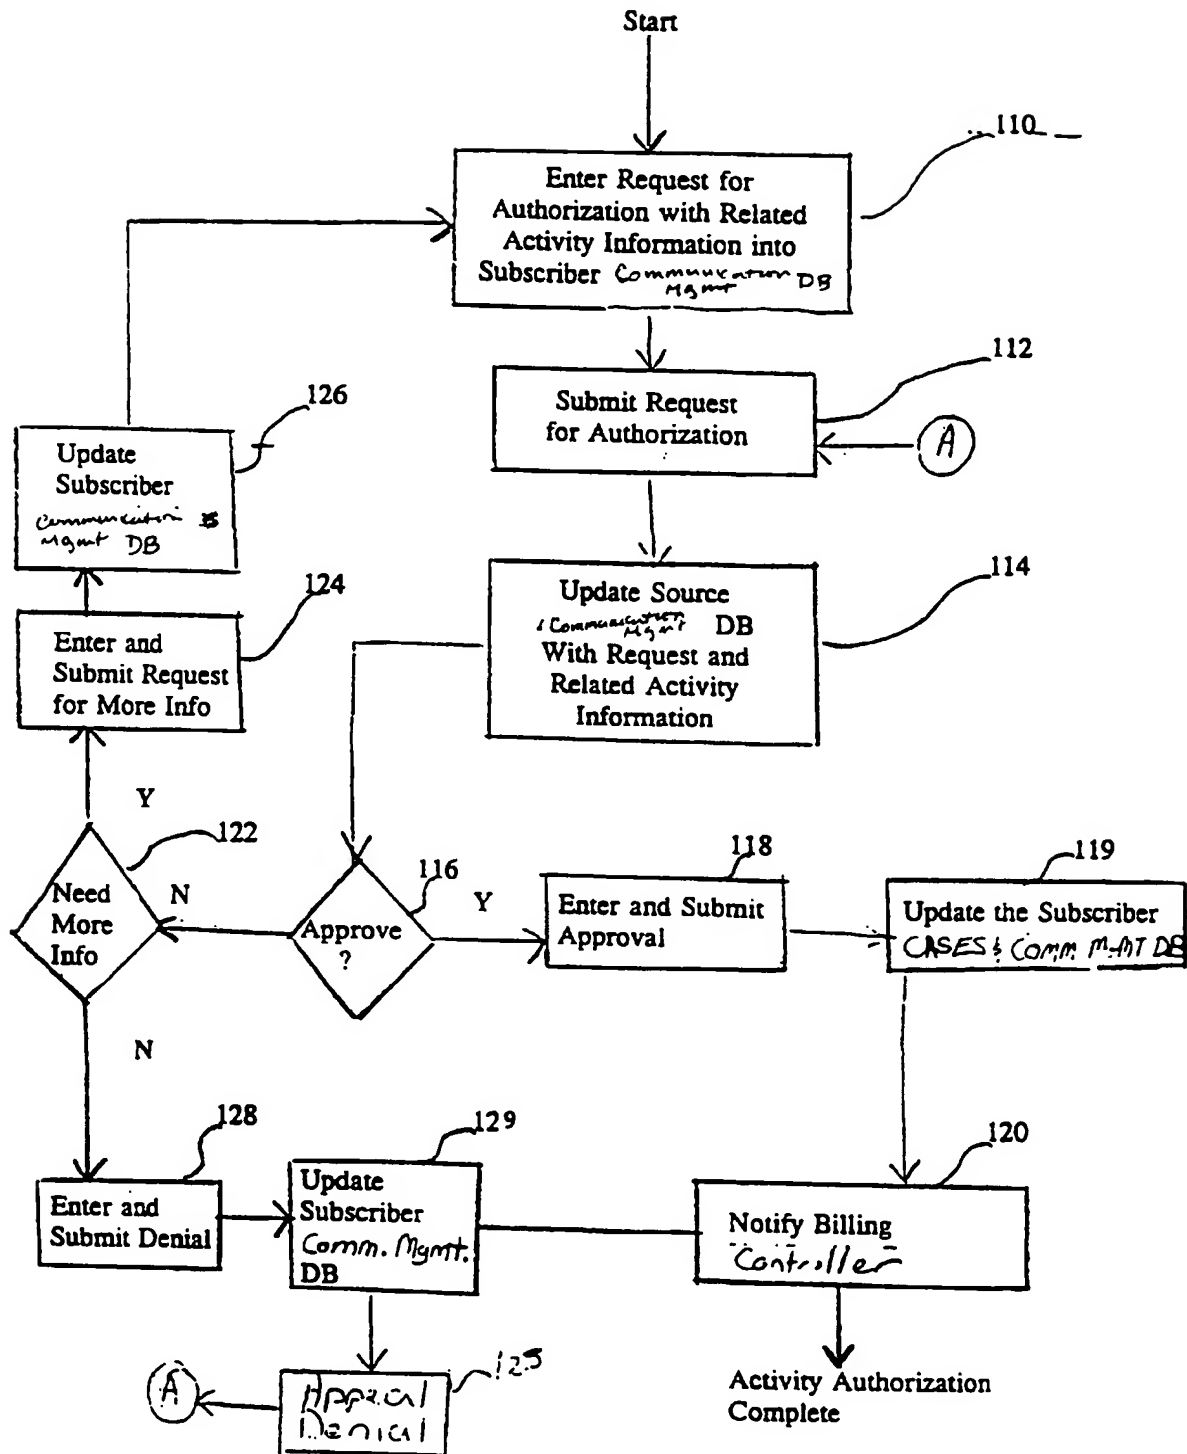 Start
110
Enter Request for
Authorization with Related
Activity Information into
Subscriber Communication DB
Mgmt
112
Submit Request
for Authorization
A
126
Update
Subscriber
Communication
Mgmt DB
114
Update Source
Communication DB
Mgmt
With Request and
Related Activity
Information
124
Enter and
Submit Request
for More Info
Y
122
Need
More
Info
N
116
Approve
?
Y
118
Enter and Submit
Approval
119
Update the Subscriber
CASES & COMM MGMT DB
N
128
Enter and
Submit Denial
129
Update
Subscriber
Comm. Mgmt.
DB
120
Notify Billing
Controller
A
125
Appeal
Denial
Activity Authorization
Complete